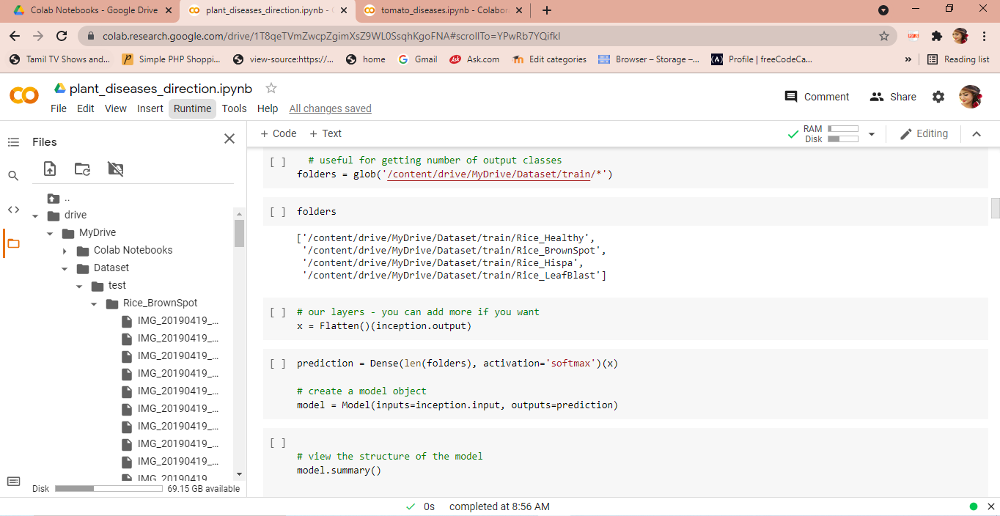 Colab Notebooks - Google Drive
plant_diseases_direction.ipynb -
tomato_diseases.ipynb - Colabor
colab.research.google.com/drive/1T8qeTVmZwcpZgimXsZ9WL0SsqhKgoFNA#scrollTo=YPwRb7YQifkl
Tamil TV Shows and... Simple PHP Shoppi... view-source:https://... home Gmail Ask.com Edit categories Browser – Storage –... Profile | freeCodeCa... » Reading list
plant_diseases_direction.ipynb
Comment Share
File Edit View Insert Runtime Tools Help All changes saved
Files
+ Code + Text
RAM
Disk
Editing
..
drive
MyDrive
Colab Notebooks
Dataset
test
Rice_BrownSpot
IMG_20190419_...
IMG_20190419_...
IMG_20190419_...
IMG_20190419_...
IMG_20190419_...
IMG_20190419_...
IMG_20190419_...
IMG_20190419_...
IMG_20190419_...
IMG_20190419
Disk 69.15 GB available
[ ] # useful for getting number of output classes
folders = glob('/content/drive/MyDrive/Dataset/train/*')
[ ] folders
['/content/drive/MyDrive/Dataset/train/Rice_Healthy',
'/content/drive/MyDrive/Dataset/train/Rice_BrownSpot',
'/content/drive/MyDrive/Dataset/train/Rice_Hispa',
'/content/drive/MyDrive/Dataset/train/Rice_LeafBlast']
[ ] # our layers - you can add more if you want
x = Flatten()(inception.output)
[ ] prediction = Dense(len(folders), activation='softmax')(x)
# create a model object
model = Model(inputs=inception.input, outputs=prediction)
[ ]
# view the structure of the model
model.summary()
0s completed at 8:56 AM